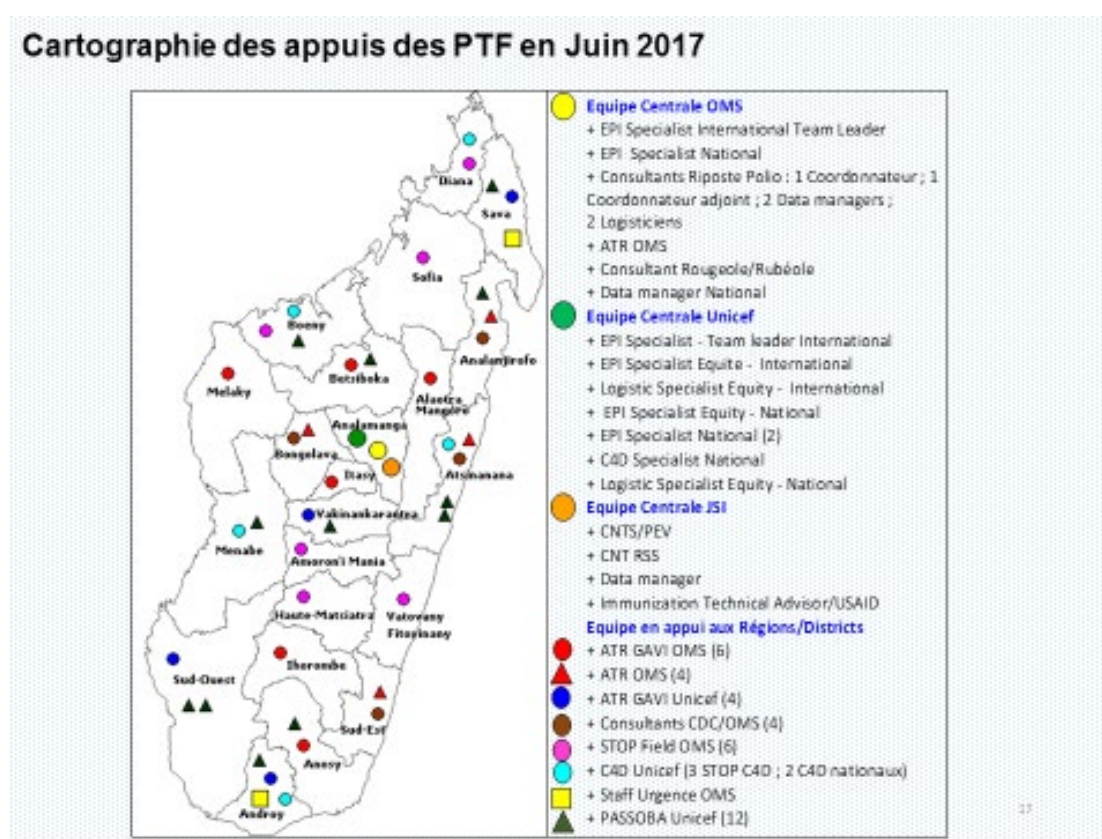 Cartographie des appuis des PTF en Juin 2017
Diana
Sava
Sofia
Boeny
Analanjirofo
Betsiboka
Melaky
Alaotra
Mangoro
Analamanga
Bongolava
Itasy
Atsinanana
Vakinankaratra
Menabe
Amoron'i Mania
Haute-Matsiatra
Vatovavy
Fitovinany
Ihorombe
Sud-Ouest
Sud-Est
Anosy
Androy
Equipe Centrale OMS
+ EPI Specialist International Team Leader
+ EPI Specialist National
+ Consultants Riposte Polio : 1 Coordonnateur ; 1
Coordonnateur adjoint ; 2 Data managers ;
2 Logisticiens
+ ATR OMS
+ Consultant Rougeole/Rubéole
+ Data manager National
Equipe Centrale Unicef
+ EPI Specialist - Team leader International
+ EPI Specialist Equite - International
+ Logistic Specialist Equity - International
+ EPI Specialist Equity - National
+ EPI Specialist National (2)
+ C4D Specialist National
+ Logistic Specialist Equity - National
Equipe Centrale JSI
+ CNTS/PEV
+ CNT RSS
+ Data manager
+ Immunization Technical Advisor/USAID
Equipe en appui aux Régions/Districts
+ ATR GAVI OMS (6)
+ ATR OMS (4)
+ ATR GAVI Unicef (4)
+ Consultants CDC/OMS (4)
+ STOP Field OMS (6)
+ C4D Unicef (3 STOP C4D ; 2 C4D nationaux)
+ Staff Urgence OMS
+ PASSOBA Unicef (12)